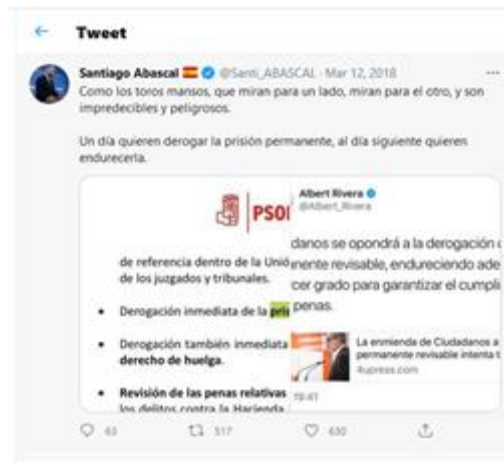 Tweet
Santiago Abascal @Santi_ABASCAL · Mar 12, 2018
Como los toros mansos, que miran para un lado, miran para el otro, y son
impredecibles y peligrosos.
Un día quieren derogar la prisión permanente, al día siguiente quieren
endurecerla.
PSO
de referencia dentro de la Unió
de los juzgados y tribunales.
• Derogación inmediata de la pris
• Derogación también inmediata
derecho de huelga.
• Revisión de las penas relativas
los delitos contra la Hacienda
Albert Rivera
@Albert_Rivera
danos se opondrá a la derogación
nente revisable, endureciendo ade
cer grado para garantizar el cumpli
penas.
La enmienda de Ciudadanos a
permanente revisable intenta
4upress.com
19:41
63 517 630